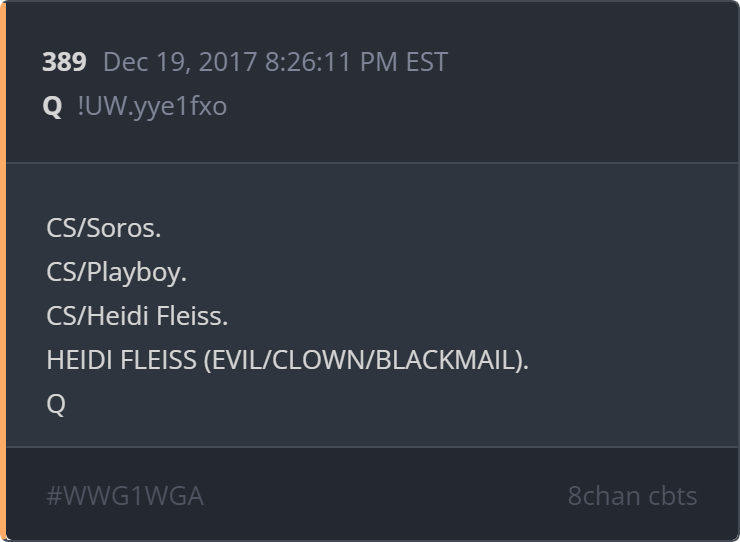 389 Dec 19, 2017 8:26:11 PM EST
Q !UW.yye1fxo
CS/Soros.
CS/Playboy.
CS/Heidi Fleiss.
HEIDI FLEISS (EVIL/CLOWN/BLACKMAIL).
Q
#WWG1WGA 8chan cbts